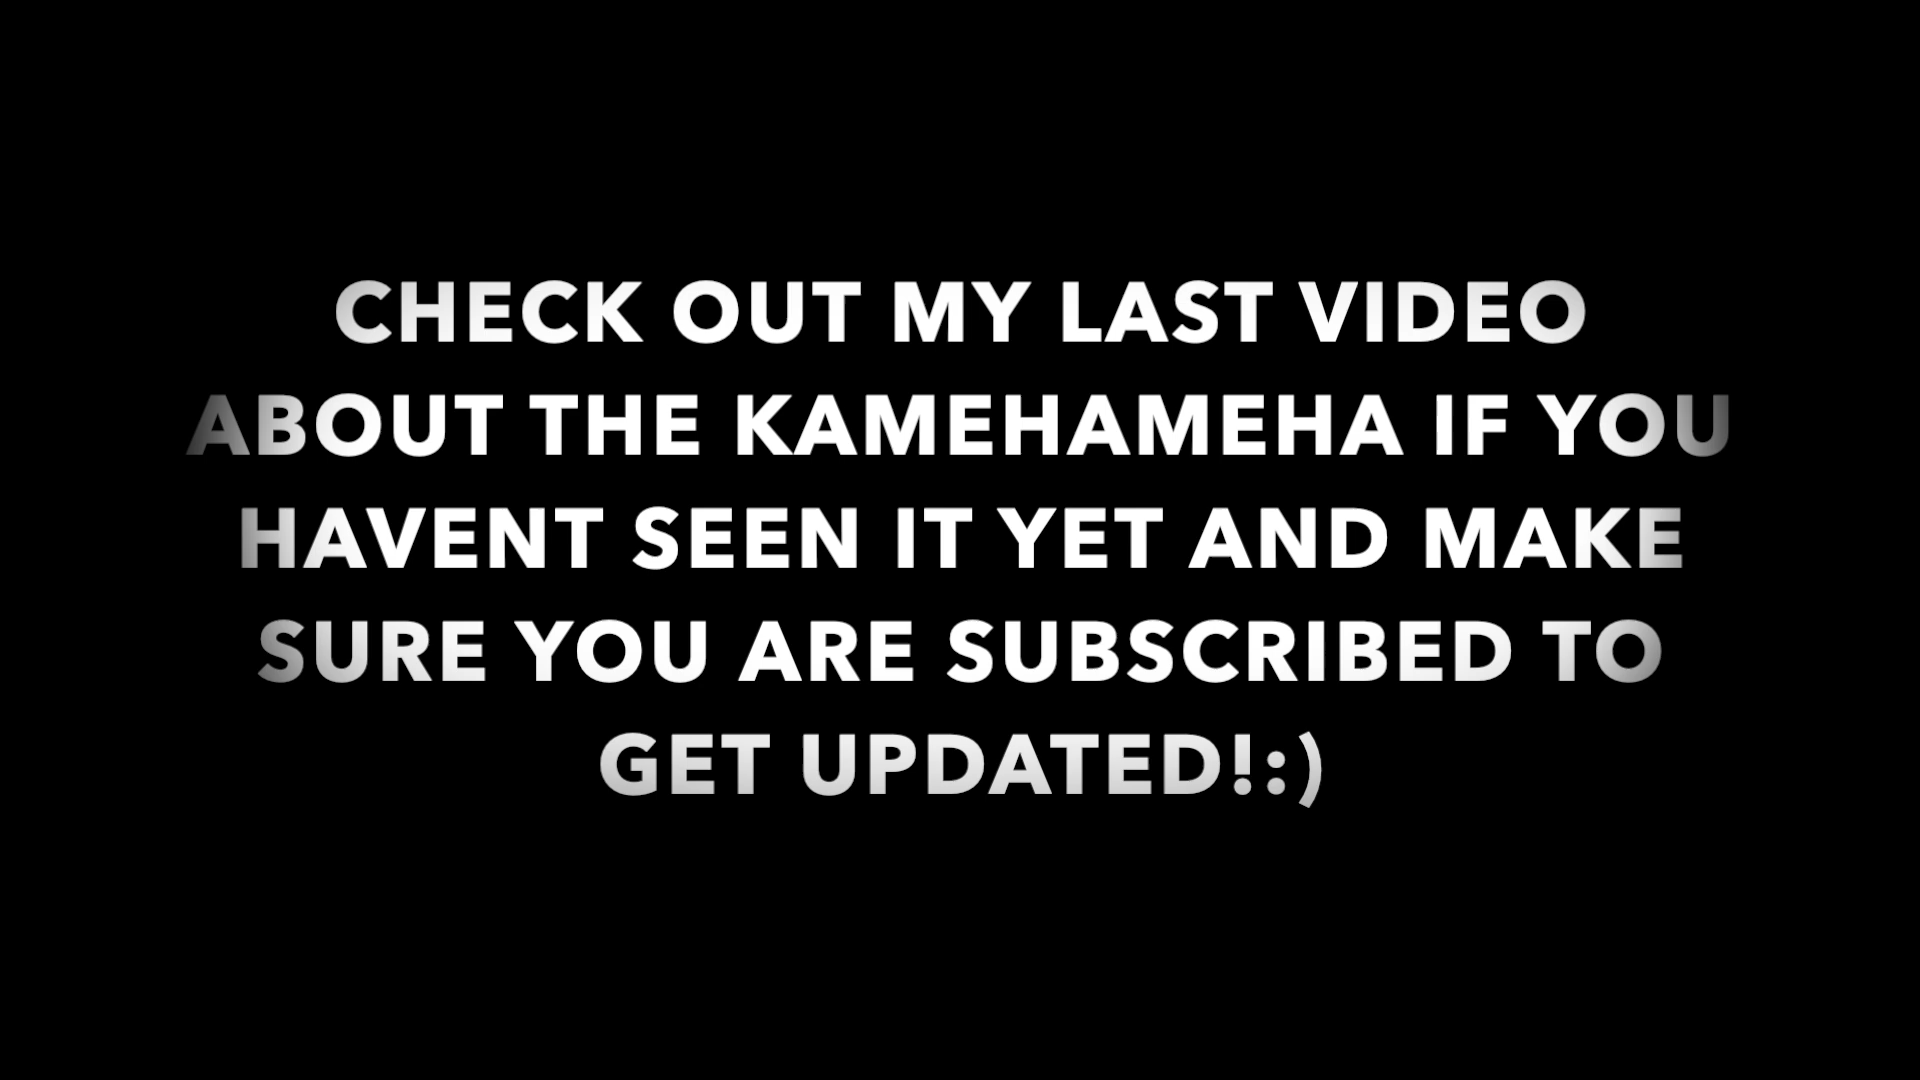 CHECK OUT MY LAST VIDEO
ABOUT THE KAMEHAMEHA IF YOU
HAVENT SEEN IT YET AND MAKE
SURE YOU ARE SUBSCRIBED TO
GET UPDATED!:)